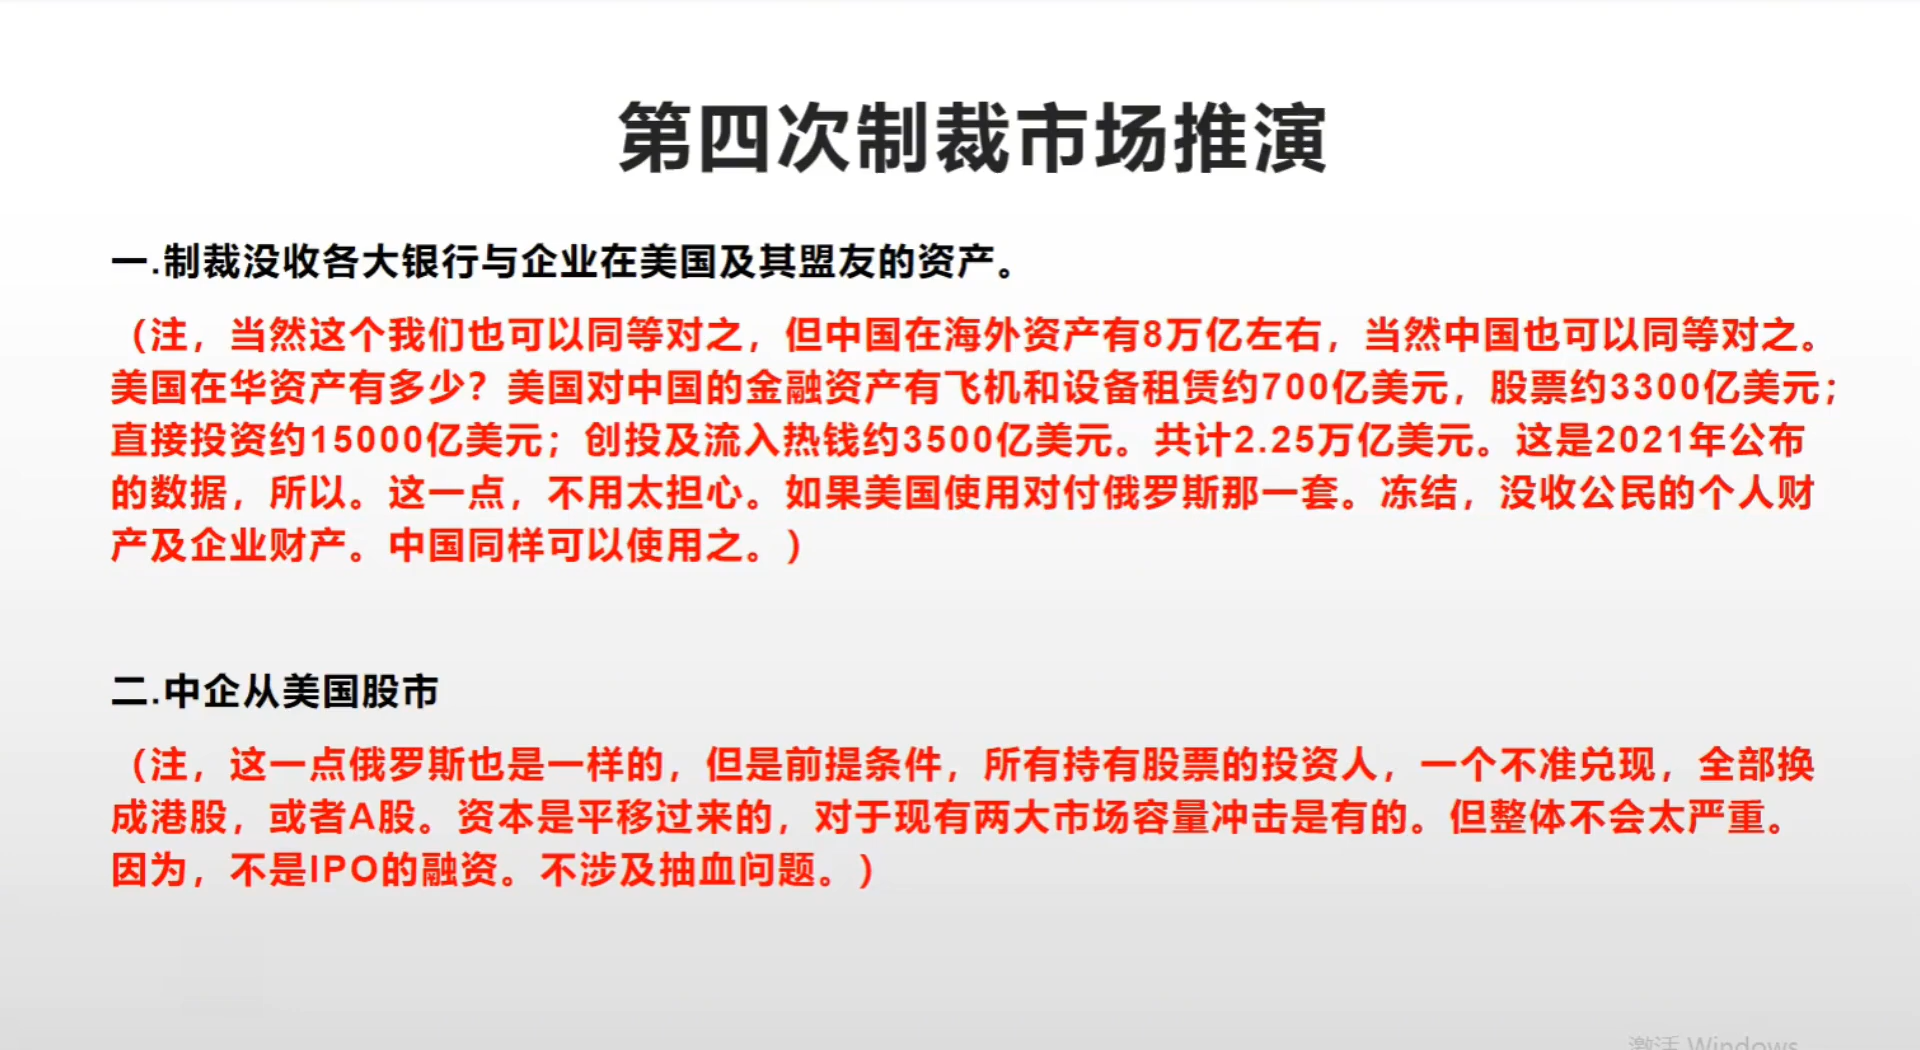 第四次制裁市场推演
一.制裁没收各大银行与企业在美国及其盟友的资产。
（注，当然这个我们也可以同等对之，但中国在海外资产有8万亿左右，当然中国也可以同等对之。
美国在华资产有多少？美国对中国的金融资产有飞机和设备租赁约700亿美元，股票约3300亿美元；
直接投资约15000亿美元；创投及流入热钱约3500亿美元。共计2.25万亿美元。这是2021年公布
的数据，所以。这一点，不用太担心。如果美国使用对付俄罗斯那一套。冻结，没收公民的个人财
产及企业财产。中国同样可以使用之。）
二.中企从美国股市
（注，这一点俄罗斯也是一样的，但是前提条件，所有持有股票的投资人，一个不准兑现，全部换
成港股，或者A股。资本是平移过来的，对于现有两大市场容量冲击是有的。但整体不会太严重。
因为，不是IPO的融资。不涉及抽血问题。）
激活 Windows